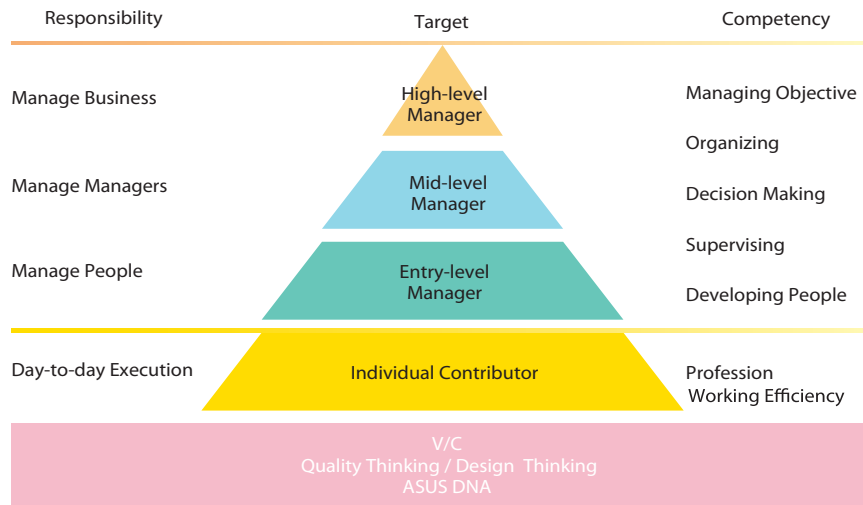 Responsibility
Target
Competency
Manage Business
High-level
Manager
Managing Objective
Organizing
Manage Managers
Mid-level
Manager
Decision Making
Supervising
Manage People
Entry-level
Manager
Developing People
Day-to-day Execution
Individual Contributor
Profession
Working Efficiency
V/C
Quality Thinking / Design Thinking
ASUS DNA